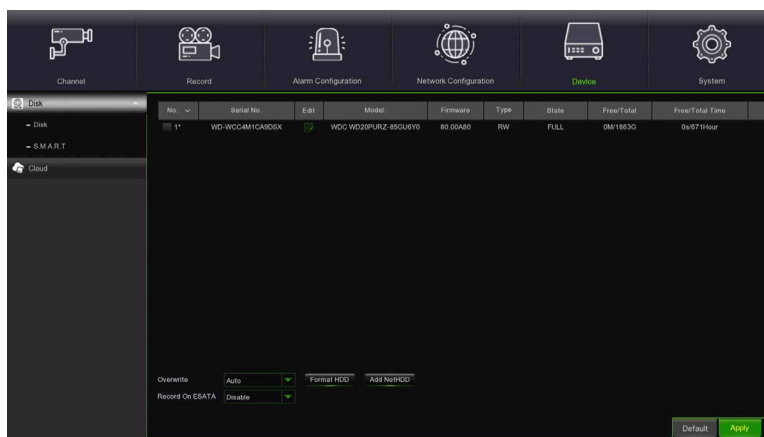 Channel Record Alarm Configuration Network Configuration Device System
Disk
No. Serial No. Edit Model: Firmware Type State Free/Total Free/Total Time
1* WD-WCC4M1CA0DSX WDC WD20PURZ-85GU6Y0 80.00A80 RW FULL 0M/1863G 0s/671Hour
– Disk
– S.M.A.R.T
Cloud
Overwrite Auto Format HDD Add NetHDD
Record On ESATA Disable
Default Apply